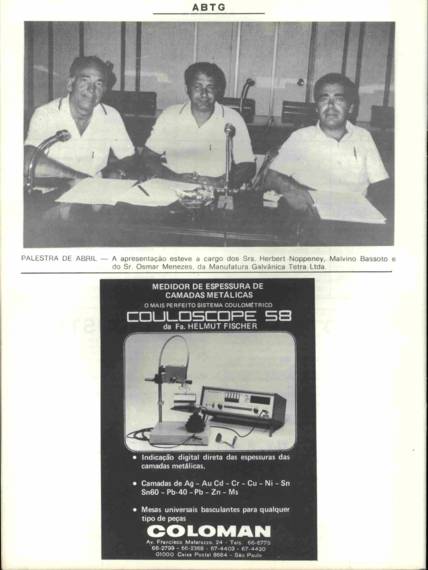 ABTG
PALESTRA DE ABRIL — A apresentação esteve a cargo dos Srs. Herbert Noppeney, Malvino Bassoto e
do Sr. Osmar Menezes, da Manufatura Galvânica Tetra Ltda.
MEDIDOR DE ESPESSURA DE
CAMADAS METÁLICAS
O MAIS PERFEITO SISTEMA COULOMÉTRICO
COULOSCOPE S8
da Fa. HELMUT FISCHER
• Indicação digital direta das espessuras das
camadas metálicas.
• Camadas de Ag - Au Cd - Cr - Cu - Ni - Sn
Sn60 - Pb-40 - Pb - Zn - Ms
• Mesas universais basculantes para qualquer
tipo de peças
COLOMAN
Av. Francisco Matarazzo, 24 - Tels. 66-6775
66-2799 - 66-2368 - 67-4403 - 67-4420
01000 Caixa Postal 8684 - São Paulo